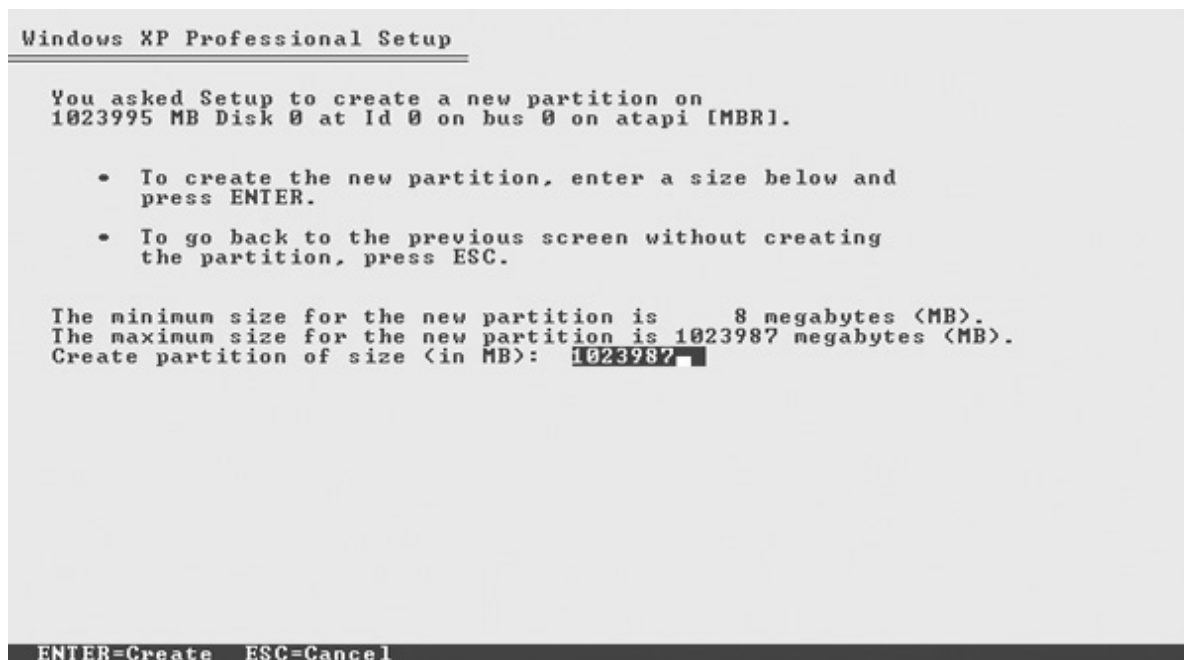 Windows XP Professional Setup
You asked Setup to create a new partition on
1023995 MB Disk 0 at Id 0 on bus 0 on atapi [MBR].
• To create the new partition, enter a size below and
press ENTER.
• To go back to the previous screen without creating
the partition, press ESC.
The minimum size for the new partition is 8 megabytes (MB).
The maximum size for the new partition is 1023987 megabytes (MB).
Create partition of size (in MB): 1023987_
ENTER=Create ESC=Cancel